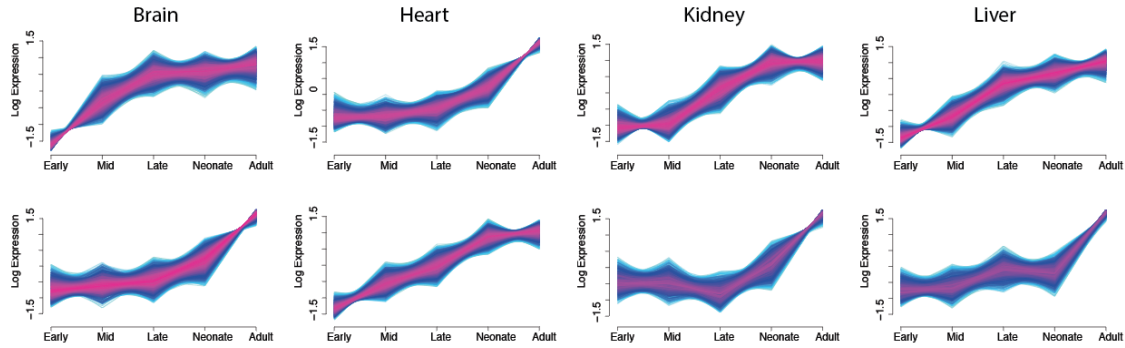 Brain Heart Kidney Liver
Log Expression 1.5 −1.5 Log Expression 1.5 0 −1.5 Log Expression 1.5 −1.5 Log Expression 1.5 −1.5
Early Mid Late Neonate Adult Early Mid Late Neonate Adult Early Mid Late Neonate Adult Early Mid Late Neonate Adult
Log Expression 1.5 −1.5 Log Expression 1.5 −1.5 Log Expression 1.5 −1.5 Log Expression 1.5 −1.5
Early Mid Late Neonate Adult Early Mid Late Neonate Adult Early Mid Late Neonate Adult Early Mid Late Neonate Adult